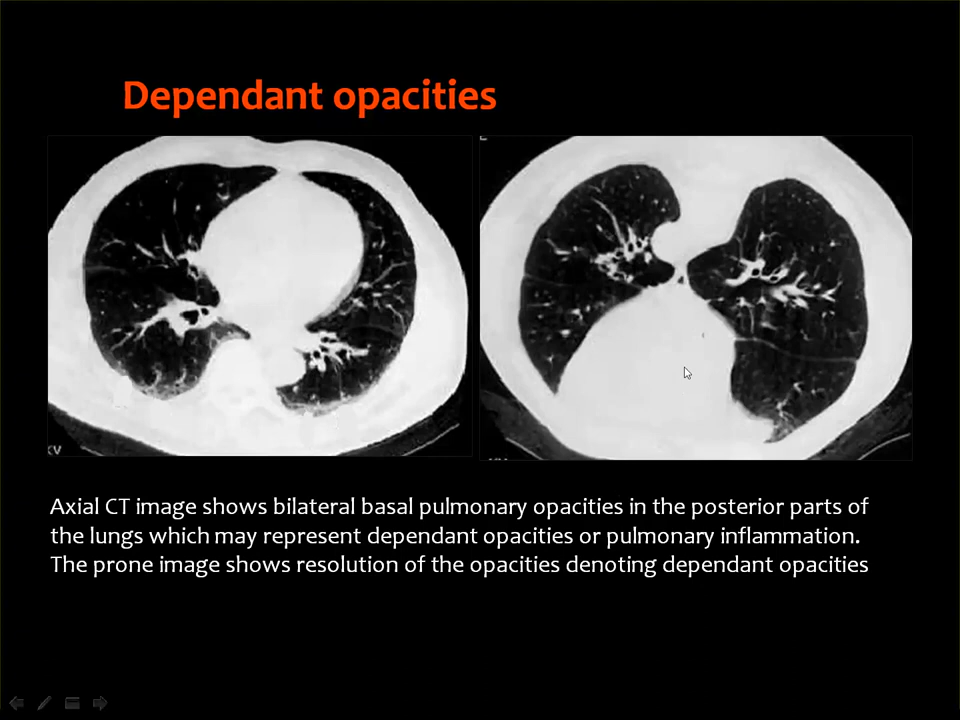 Dependant opacities
Axial CT image shows bilateral basal pulmonary opacities in the posterior parts of
the lungs which may represent dependant opacities or pulmonary inflammation.
The prone image shows resolution of the opacities denoting dependant opacities